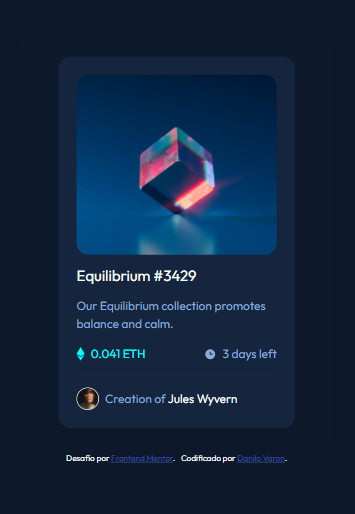 Equilibrium #3429
Our Equilibrium collection promotes
balance and calm.
0.041 ETH 3 days left
Creation of Jules Wyvern
Desafio por Frontend Mentor. Codificado por Danilo Varon.